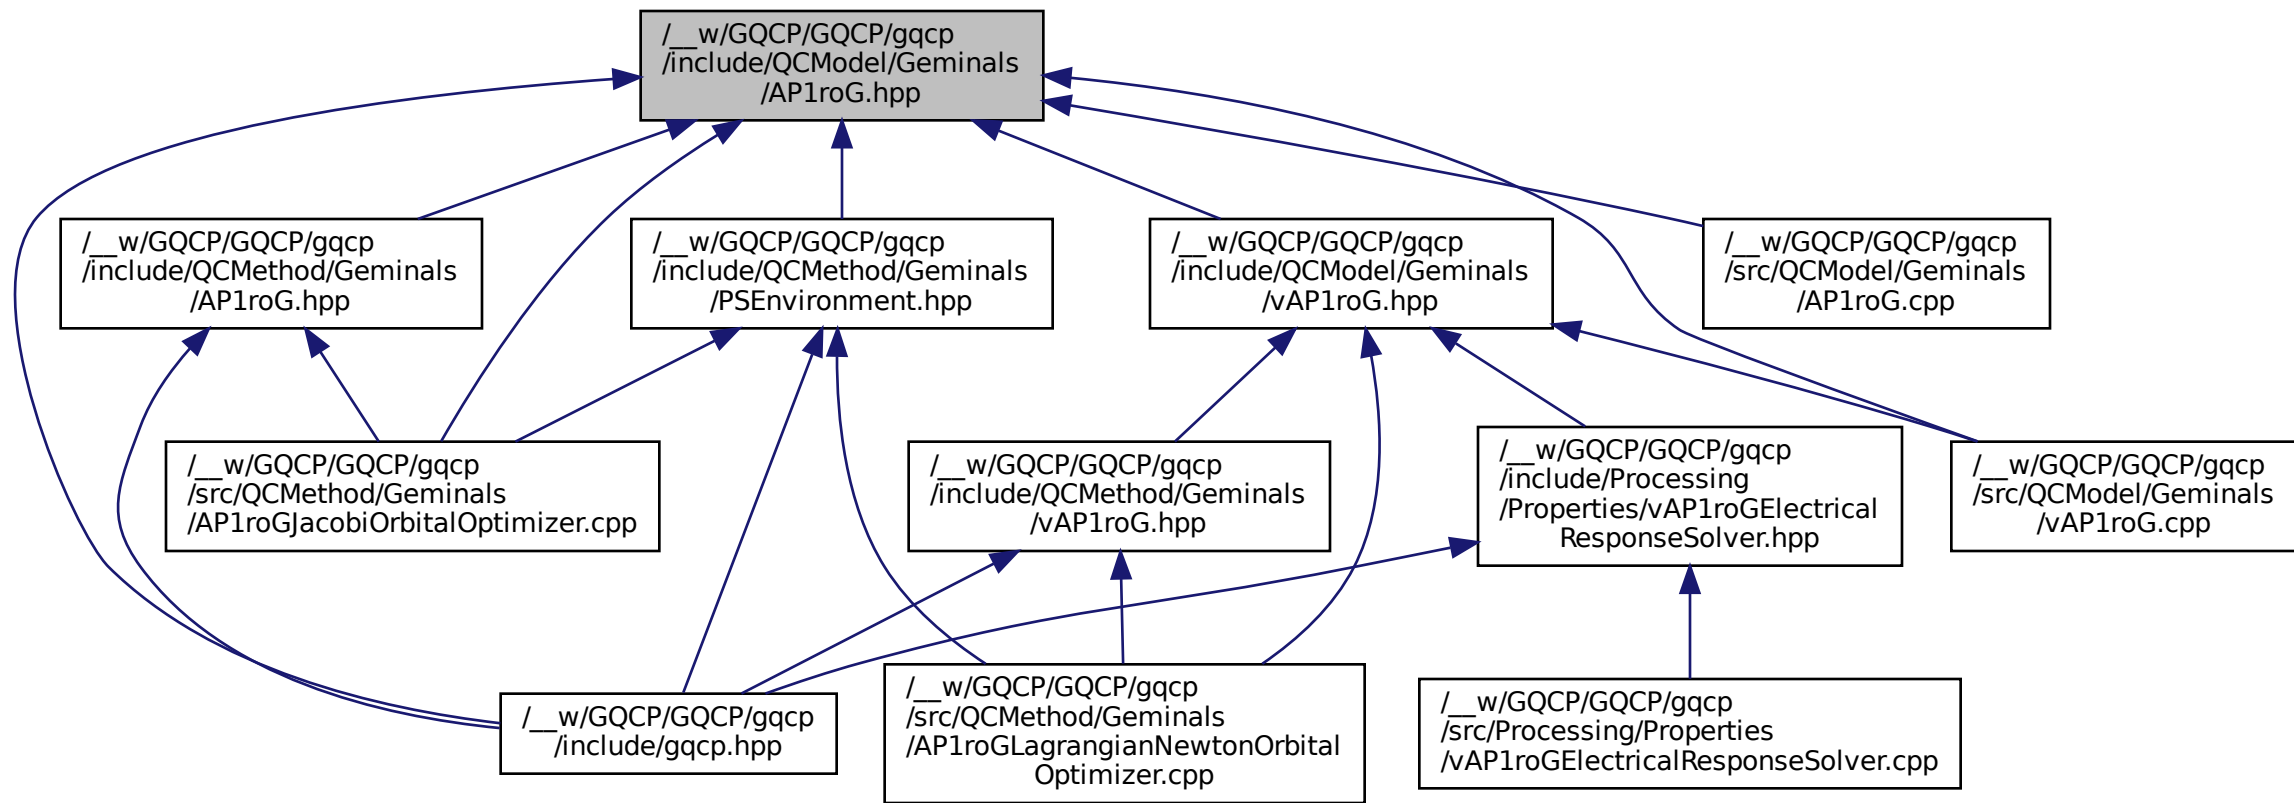 /__w/GQCP/GQCP/gqcp
/include/QCModel/Geminals
/AP1roG.hpp
/__w/GQCP/GQCP/gqcp
/include/QCMethod/Geminals
/AP1roG.hpp
/__w/GQCP/GQCP/gqcp
/include/QCMethod/Geminals
/PSEnvironment.hpp
/__w/GQCP/GQCP/gqcp
/include/QCModel/Geminals
/vAP1roG.hpp
/__w/GQCP/GQCP/gqcp
/src/QCModel/Geminals
/AP1roG.cpp
/__w/GQCP/GQCP/gqcp
/src/QCMethod/Geminals
/AP1roGJacobiOrbitalOptimizer.cpp
/__w/GQCP/GQCP/gqcp
/include/QCMethod/Geminals
/vAP1roG.hpp
/__w/GQCP/GQCP/gqcp
/include/Processing
/Properties/vAP1roGElectrical
ResponseSolver.hpp
/__w/GQCP/GQCP/gqcp
/src/QCModel/Geminals
/vAP1roG.cpp
/__w/GQCP/GQCP/gqcp
/include/gqcp.hpp
/__w/GQCP/GQCP/gqcp
/src/QCMethod/Geminals
/AP1roGLagrangianNewtonOrbital
Optimizer.cpp
/__w/GQCP/GQCP/gqcp
/src/Processing/Properties
/vAP1roGElectricalResponseSolver.cpp